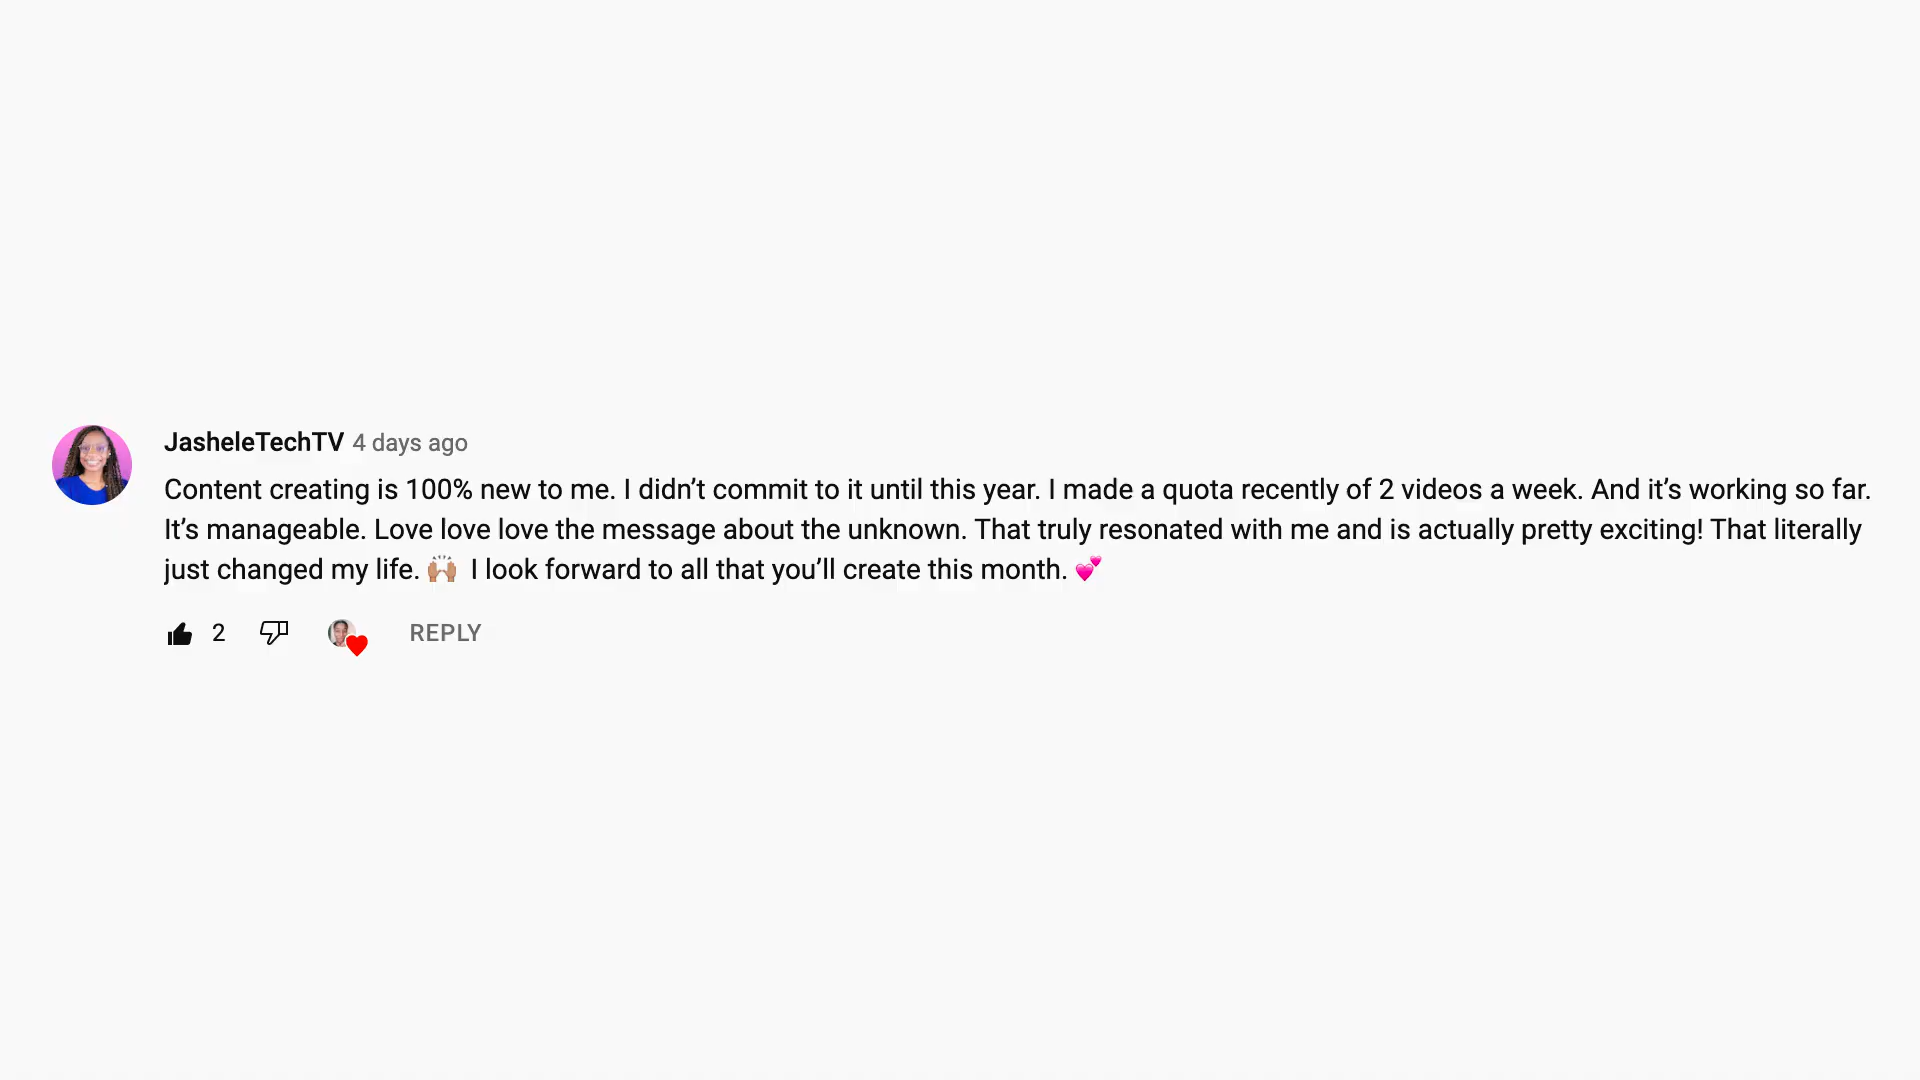 JasheleTechTV 4 days ago
Content creating is 100% new to me. I didn’t commit to it until this year. I made a quota recently of 2 videos a week. And it’s working so far.
It’s manageable. Love love love the message about the unknown. That truly resonated with me and is actually pretty exciting! That literally
just changed my life. 🙌🏽 I look forward to all that you’ll create this month. 💕
2 REPLY